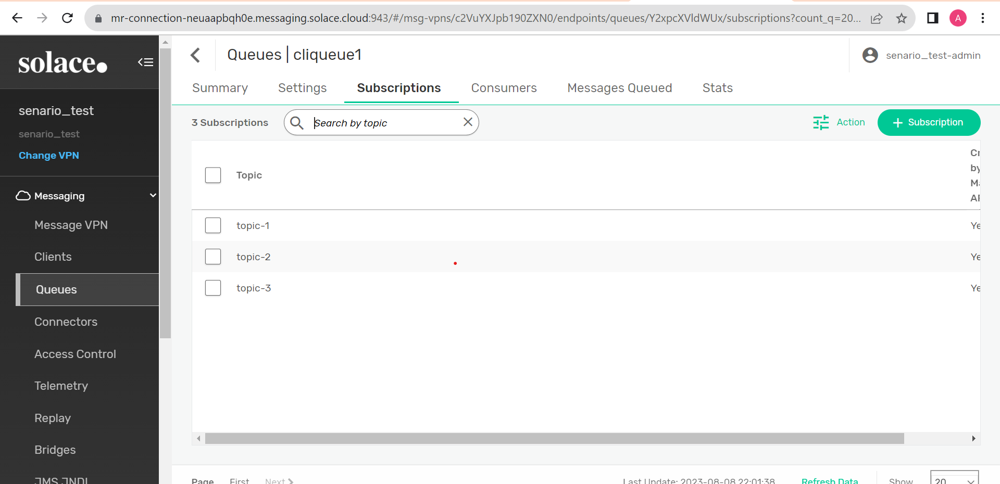 mr-connection-neuaapbqh0e.messaging.solace.cloud:943/#/msg-vpns/c2VuYXJpb190ZXN0/endpoints/queues/Y2xpcXVldWUx/subscriptions?count_q=20...
A
solace.
Queues | cliqueue1
senario_test-admin
Summary Settings Subscriptions Consumers Messages Queued Stats
senario_test
senario_test
Change VPN
3 Subscriptions Search by topic Action + Subscription
Topic
topic-1 Ye
topic-2 Ye
topic-3 Ye
Messaging
Message VPN
Clients
Queues
Connectors
Access Control
Telemetry
Replay
Bridges
JMS JNDI
Page First Next Last Update: 2023-08-08 22:01:38 Refresh Data Show 20